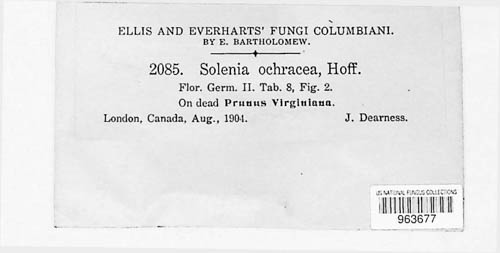 ELLIS AND EVERHARTS' FUNGI COLUMBIANI.
BY E. BARTHOLOMEW.
2085. Solenia ochracea, Hoff.
Flor. Germ. II. Tab. 8, Fig. 2.
On dead Prunus Virginiana.
London, Canada, Aug., 1904. J. Dearness.
US NATIONAL FUNGUS COLLECTIONS
963677